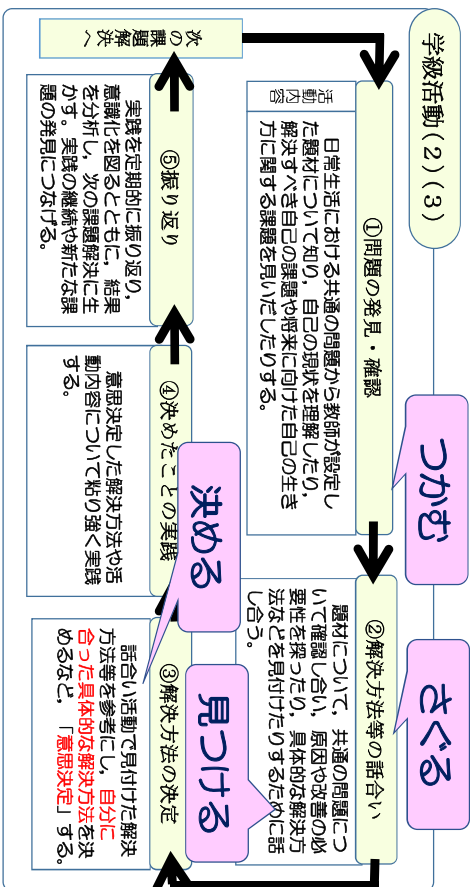 学級活動(2)(3)
①問題の発見・確認
活動内容
日常生活における共通の問題から教師が設定し
た題材について知り，自己の現状を理解したり，
解決すべき自己の課題や将来に向けた自己の生き
方に関する課題を見いだしたりする。
つかむ
②解決方法等の話合い
題材について，共通の問題につ
いて確認し合い，原因や改善の必
要性を探ったり，具体的な解決方
法などを見付けたりするために話
し合う。
さぐる
見つける
③解決方法の決定
話合い活動で見付けた解決
方法等を参考にし，自分に
合った具体的な解決方法を決
めるなど，「意思決定」する。
決める
④決めたことの実践
意思決定した解決方法や活
動内容について粘り強く実践
する。
⑤振り返り
実践を定期的に振り返り，
意識化を図るとともに，結果
を分析し，次の課題解決に生
かす。実践の継続や新たな課
題の発見につなげる。
次の課題解決へ